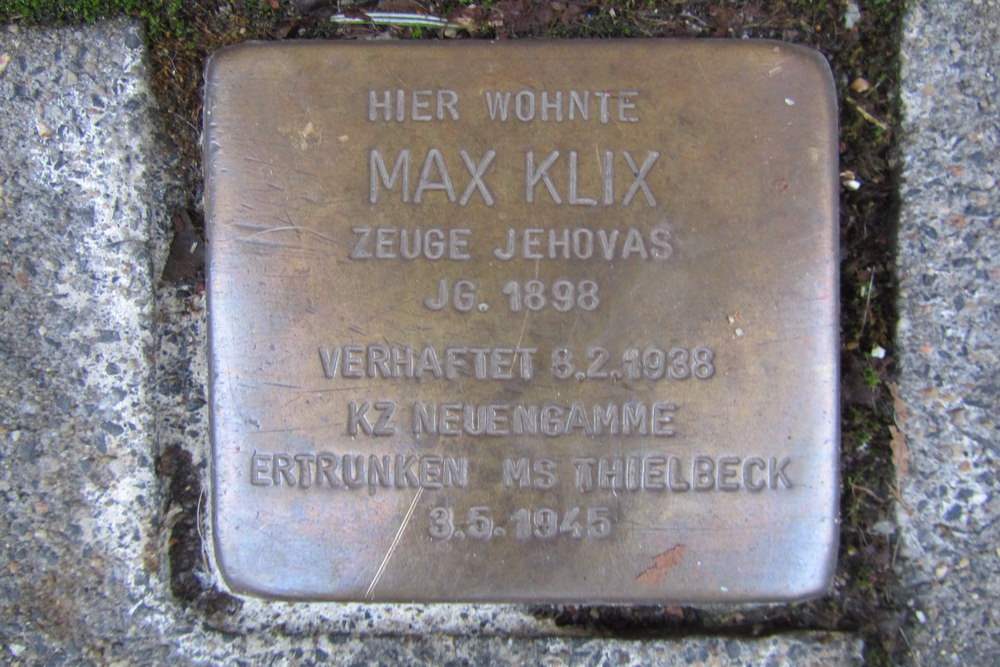 HIER WOHNTE
MAX KLIX
ZEUGE JEHOVAS
JG. 1898
VERHAFTET 8.2.1938
KZ NEUENGAMME
ERTRUNKEN MS THIELBECK
3.5.1945